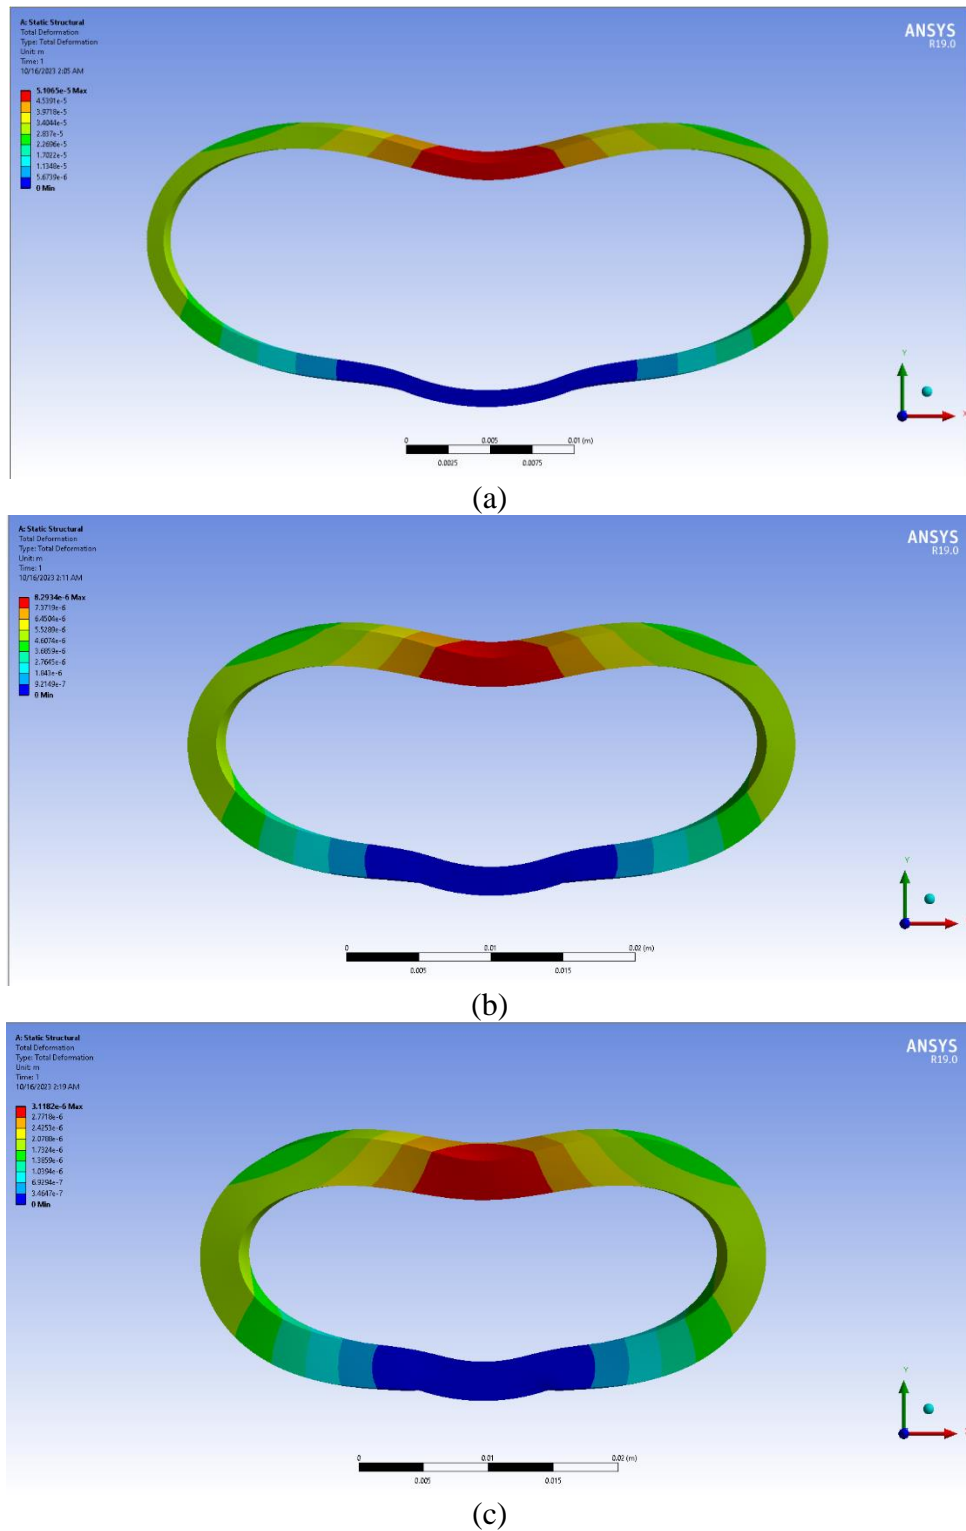 A: Static Structural
Total Deformation
Type: Total Deformation
Unit: m
Time: 1
10/16/2023 2:05 AM
ANSYS
R19.0
5.1065e-5 Max
4.5391e-5
3.9718e-5
3.4044e-5
2.837e-5
2.2696e-5
1.7022e-5
1.1348e-5
5.6739e-6
0 Min
Y
X
0 0.005 0.01 (m)
0.0025 0.0075
(a)
A: Static Structural
Total Deformation
Type: Total Deformation
Unit: m
Time: 1
10/16/2023 2:11 AM
ANSYS
R19.0
8.2934e-6 Max
7.3719e-6
6.4504e-6
5.5289e-6
4.6074e-6
3.6859e-6
2.7645e-6
1.843e-6
9.2149e-7
0 Min
Y
0 0.01 0.02 (m)
0.005 0.015
(b)
A: Static Structural
Total Deformation
Type: Total Deformation
Unit: m
Time: 1
10/16/2023 2:19 AM
ANSYS
R19.0
3.1182e-6 Max
2.7718e-6
2.4253e-6
2.0788e-6
1.7324e-6
1.3859e-6
1.0394e-6
6.9294e-7
3.4647e-7
0 Min
Y
0 0.01 0.02 (m)
0.005 0.015
(c)